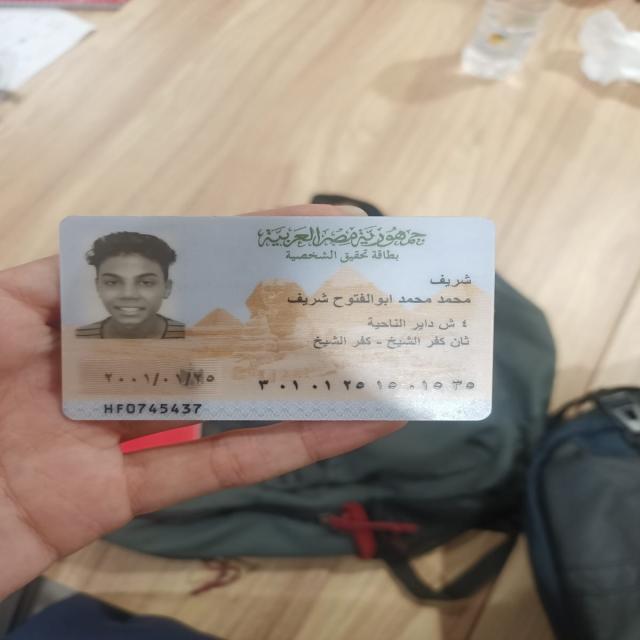 جمهورية مصر العربية
بطاقة تحقيق الشخصية
شريف
محمد محمد ابوالفتوح شريف
٤ ش داير الناحية
ثان كفر الشيخ - كفر الشيخ
٢٠٠١/٠١/٢٥
٣٠١٠١٢٥١٥٠١٥٣٥
HF0745437